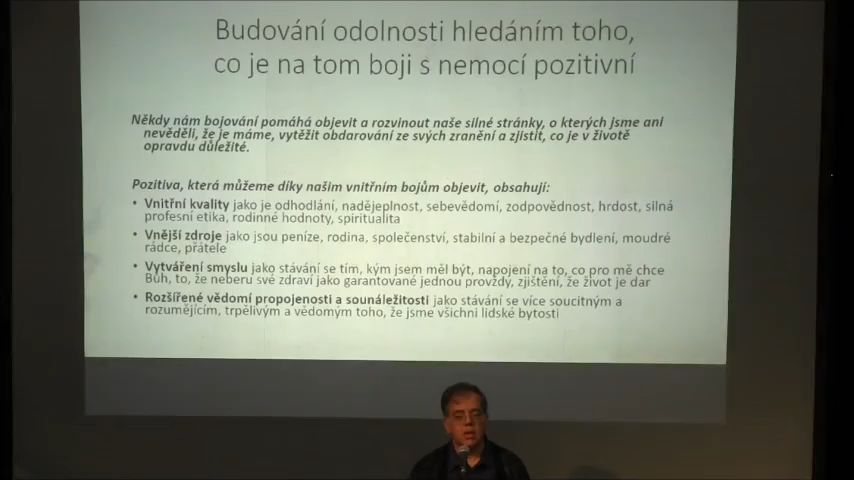 Budování odolnosti hledáním toho,
co je na tom boji s nemocí pozitivní
Někdy nám bojování pomáhá objevit a rozvinout naše silné stránky, o kterých jsme ani
nevěděli, že je máme, vytěžit obdarování ze svých zranění a zjistit, co je v životě
opravdu důležité.
Pozitiva, která můžeme díky našim vnitřním bojům objevit, obsahují:
• Vnitřní kvality jako je odhodlání, nadějeplnost, sebevědomí, zodpovědnost, hrdost, silná
profesní etika, rodinné hodnoty, spiritualita
• Vnější zdroje jako jsou peníze, rodina, společenství, stabilní a bezpečné bydlení, moudré
rádce, přátele
• Vytváření smyslu jako stávání se tím, kým jsem měl být, napojení na to, co pro mě chce
Bůh, to, že neberu své zdraví jako garantované jednou provždy, zjištění, že život je dar
• Rozšířené vědomí propojenosti a sounáležitosti jako stávání se více soucitným a
rozumějícím, trpělivým a vědomým toho, že jsme všichni lidské bytosti